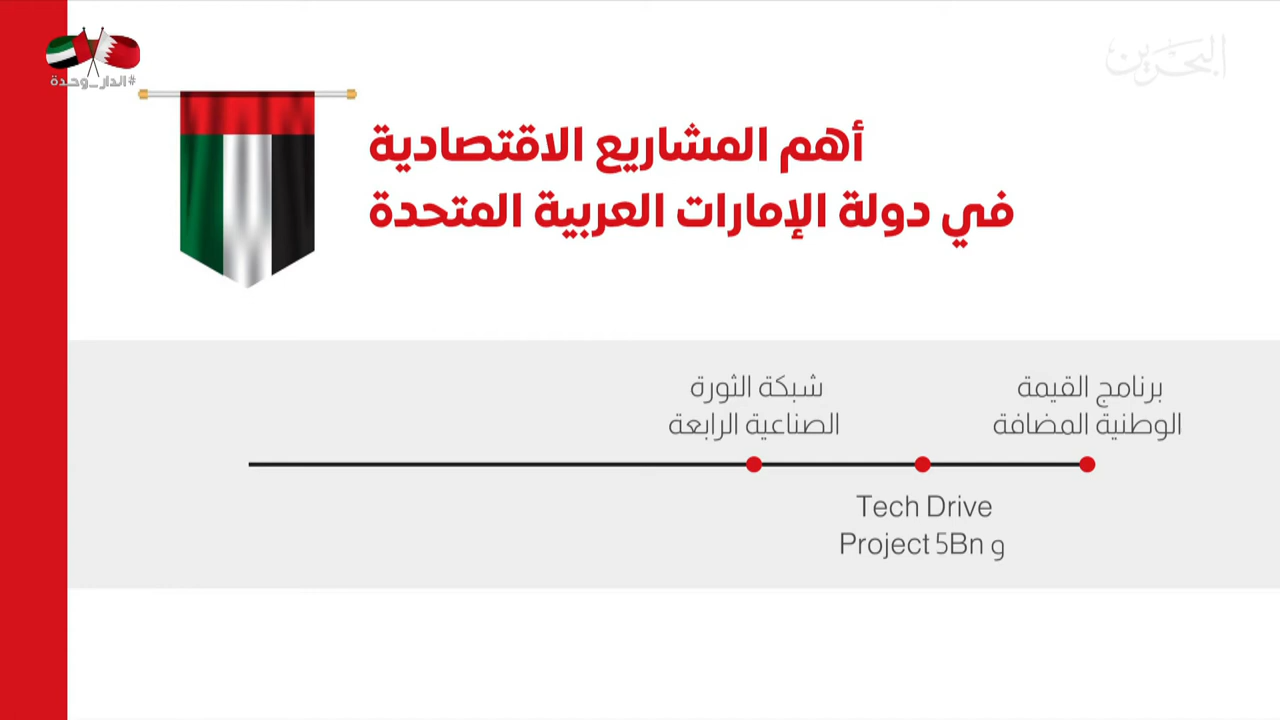 #الدار_وحدة
البحرين
أهم المشاريع الاقتصادية
في دولة الإمارات العربية المتحدة
برنامج القيمة
الوطنية المضافة
شبكة الثورة
الصناعية الرابعة
Tech Drive
و Project 5Bn